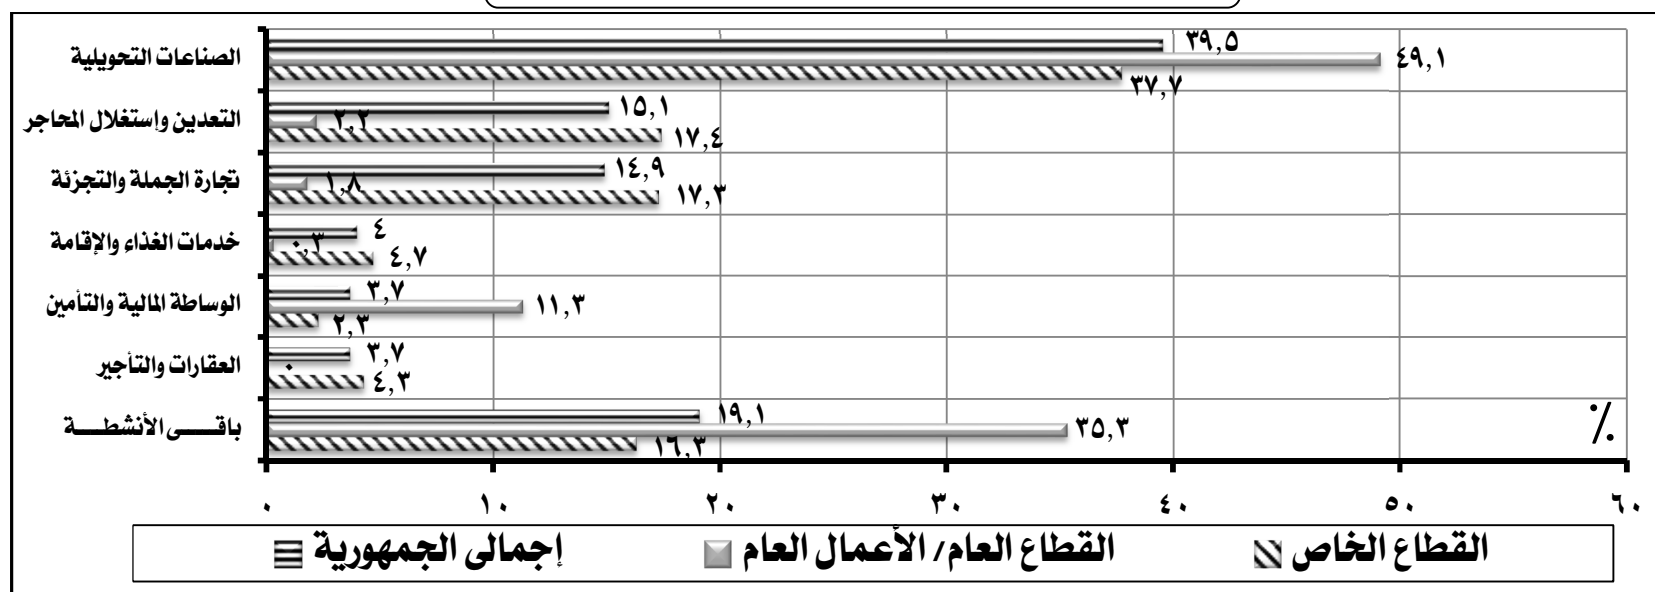 الصناعات التحويلية
٣٩,٥
٤٩,١
٣٧,٧
التعدين وإستغلال المحاجر
١٥,١
٢,٢
١٧,٤
تجارة الجملة والتجزئة
١٤,٩
١,٨
١٧,٣
خدمات الغذاء والإقامة
٤
٠,٣
٤,٧
الوساطة المالية والتأمين
٣,٧
١١,٣
٢,٣
العقارات والتأجير
٣,٧
٠
٤,٣
باقـــــى الأنشطـــــة
١٩,١
٣٥,٣
١٦,٣
٪
٠ ١٠ ٢٠ ٣٠ ٤٠ ٥٠ ٦٠
القطاع الخاص القطاع العام/ الأعمال العام إجمالى الجمهورية